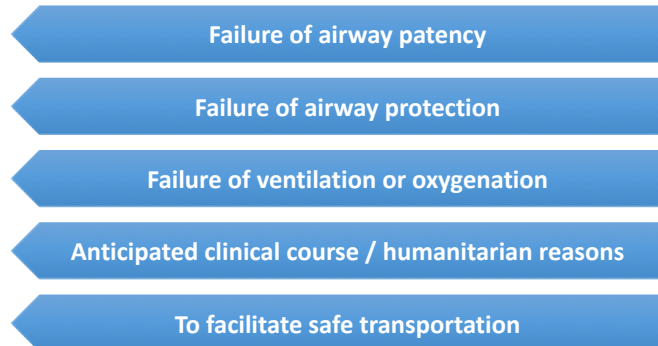 Failure of airway patency
Failure of airway protection
Failure of ventilation or oxygenation
Anticipated clinical course / humanitarian reasons
To facilitate safe transportation